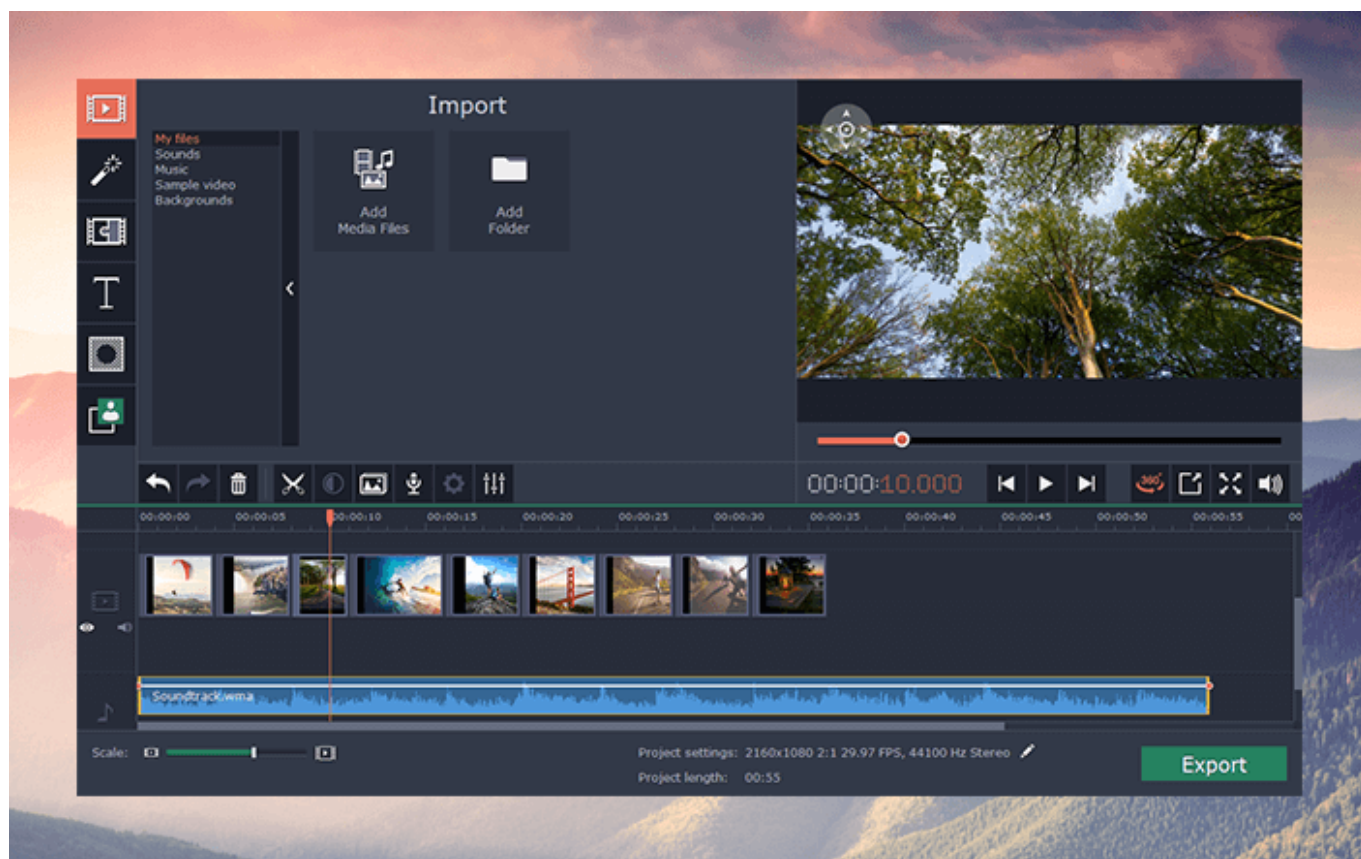 Import
My files
Sounds
Music
Sample video
Backgrounds
Add
Media Files
Add
Folder
T
360°
00:00:10.000
00:00:00 00:00:05 00:00:10 00:00:15 00:00:20 00:00:25 00:00:30 00:00:35 00:00:40 00:00:45 00:00:50 00:00:55 00
Soundtrack.wma
Scale:
Project settings: 2160x1080 2:1 29.97 FPS, 44100 Hz Stereo
Project length: 00:55
Export